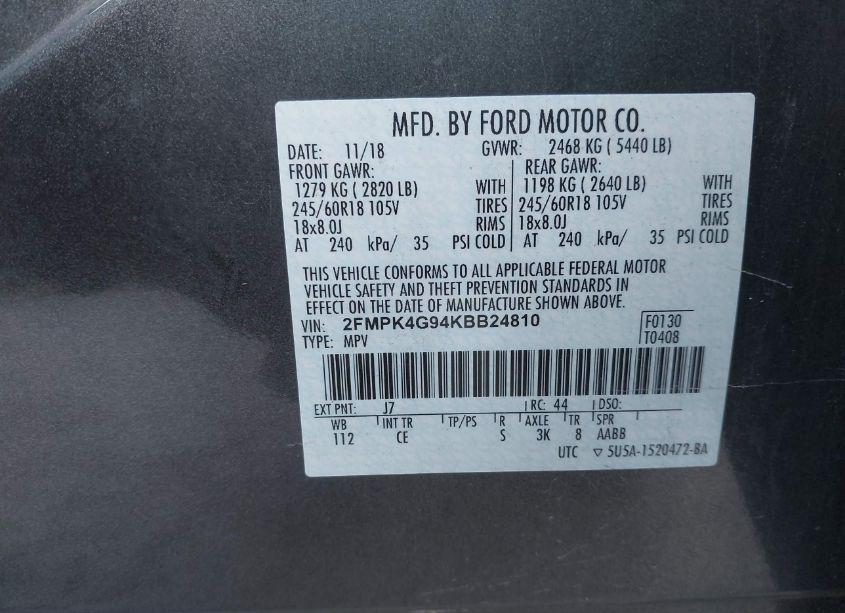 MFD. BY FORD MOTOR CO.
DATE: 11/18 GVWR: 2468 KG ( 5440 LB)
FRONT GAWR: REAR GAWR:
1279 KG ( 2820 LB) WITH 1198 KG ( 2640 LB) WITH
245/60R18 105V TIRES 245/60R18 105V TIRES
18x8.0J RIMS 18x8.0J RIMS
AT 240 kPa/ 35 PSI COLD AT 240 kPa/ 35 PSI COLD
THIS VEHICLE CONFORMS TO ALL APPLICABLE FEDERAL MOTOR
VEHICLE SAFETY AND THEFT PREVENTION STANDARDS IN
EFFECT ON THE DATE OF MANUFACTURE SHOWN ABOVE.
VIN: 2FMPK4G94KBB24810 F0130
TYPE: MPV T0408
EXT PNT: J7 RC: 44 DSO:
WB INT TR TP/PS R AXLE TR SPR
112 CE S 3K 8 AABB
UTC ▽ 5U5A-1520472-BA